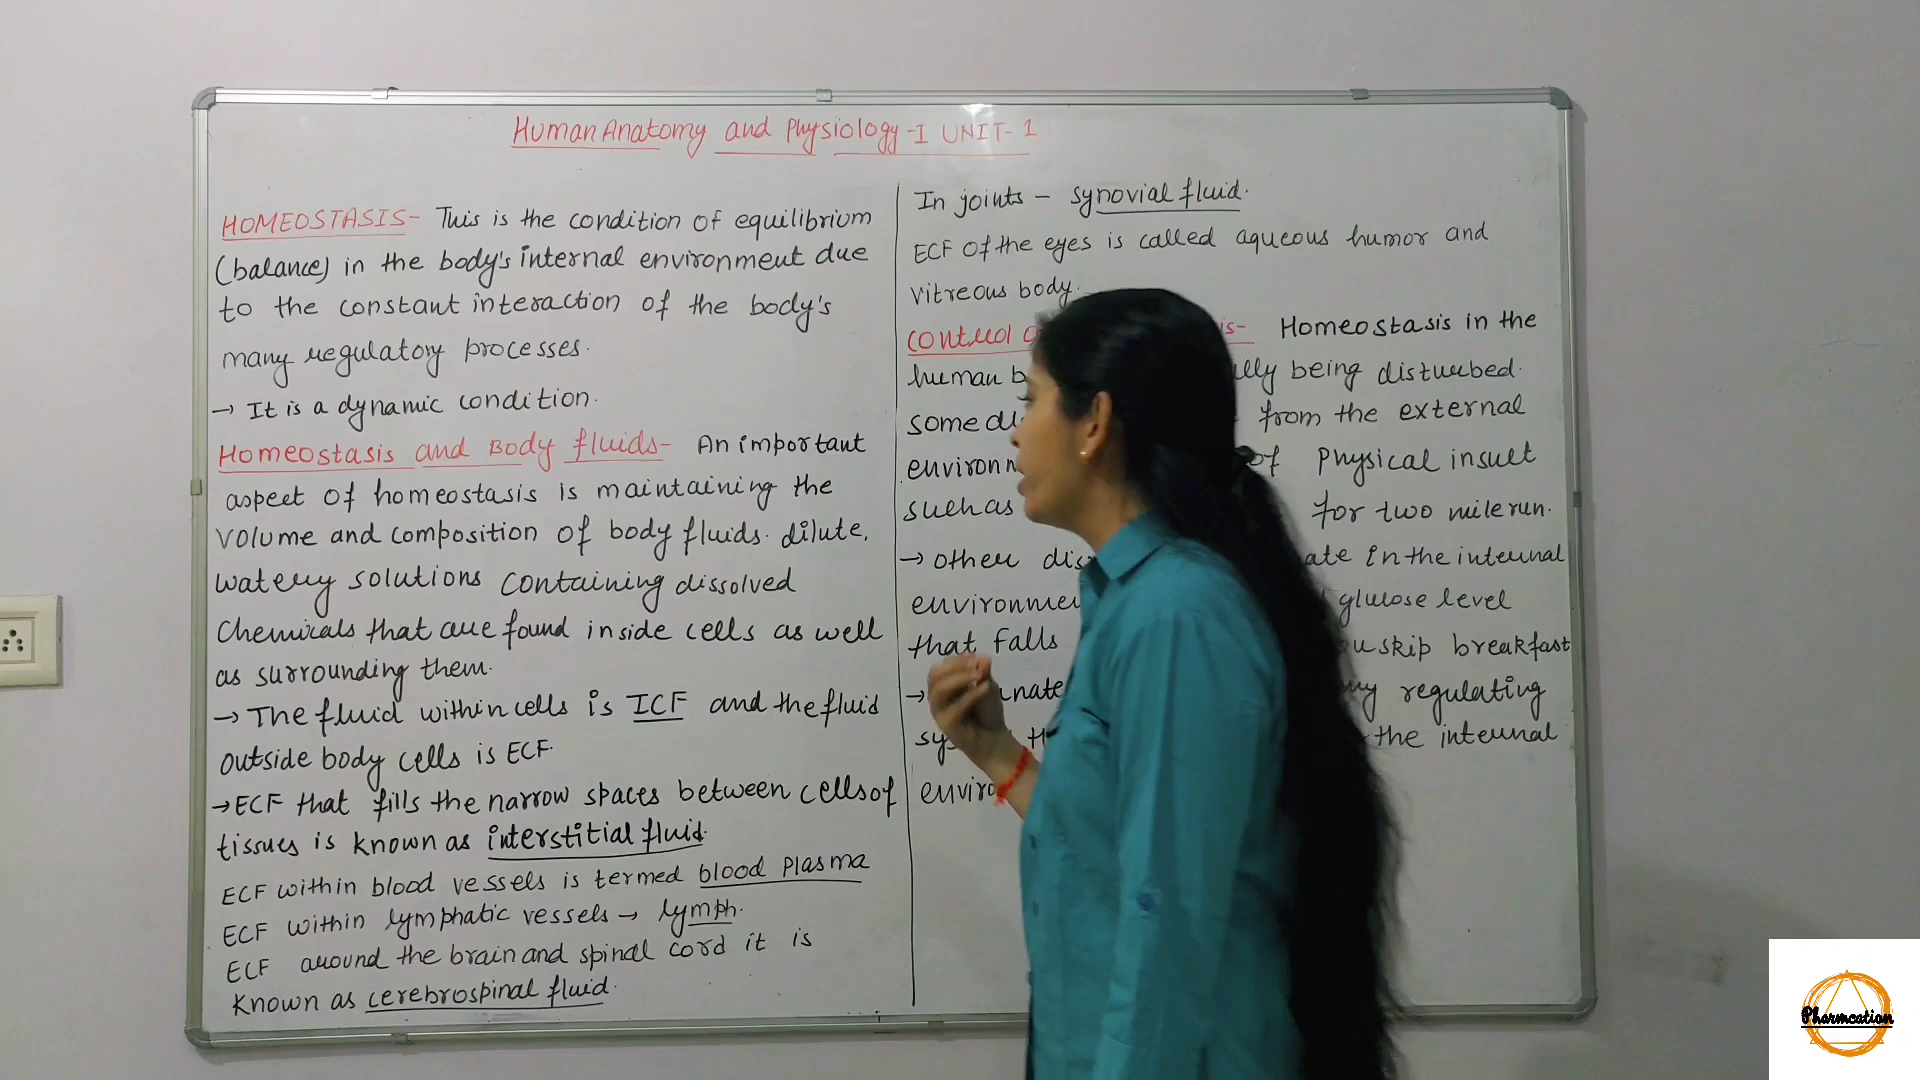 Human Anatomy and Physiology-I UNIT-1
HOMEOSTASIS- This is the condition of equilibrium
(balance) in the body's internal environment due
to the constant interaction of the body's
many regulatory processes.
→ It is a dynamic condition.
Homeostasis and Body fluids- An important
aspect of homeostasis is maintaining the
volume and composition of body fluids. dilute,
watery solutions containing dissolved
chemicals that are found inside cells as well
as surrounding them.
→ The fluid within cells is ICF and the fluid
outside body cells is ECF.
→ ECF that fills the narrow spaces between cells of
tissues is known as interstitial fluid.
ECF within blood vessels is termed blood plasma
ECF within lymphatic vessels → lymph.
ECF around the brain and spinal cord it is
known as cerebrospinal fluid.
In joints - synovial fluid.
ECF of the eyes is called aqueous humor and
vitreous body.
control Homeostasis in the
human being disturbed.
some from the external
of physical insult
such as for two mile run.
→ other in the internal
glucose level
that falls skip breakfast
→ regulating
the internal
Pharmcation